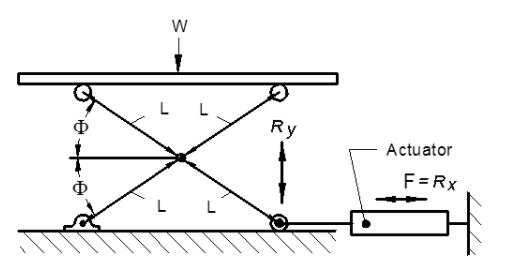 W
L L
Φ
Ry
Actuator
F=Rx
Φ
L L